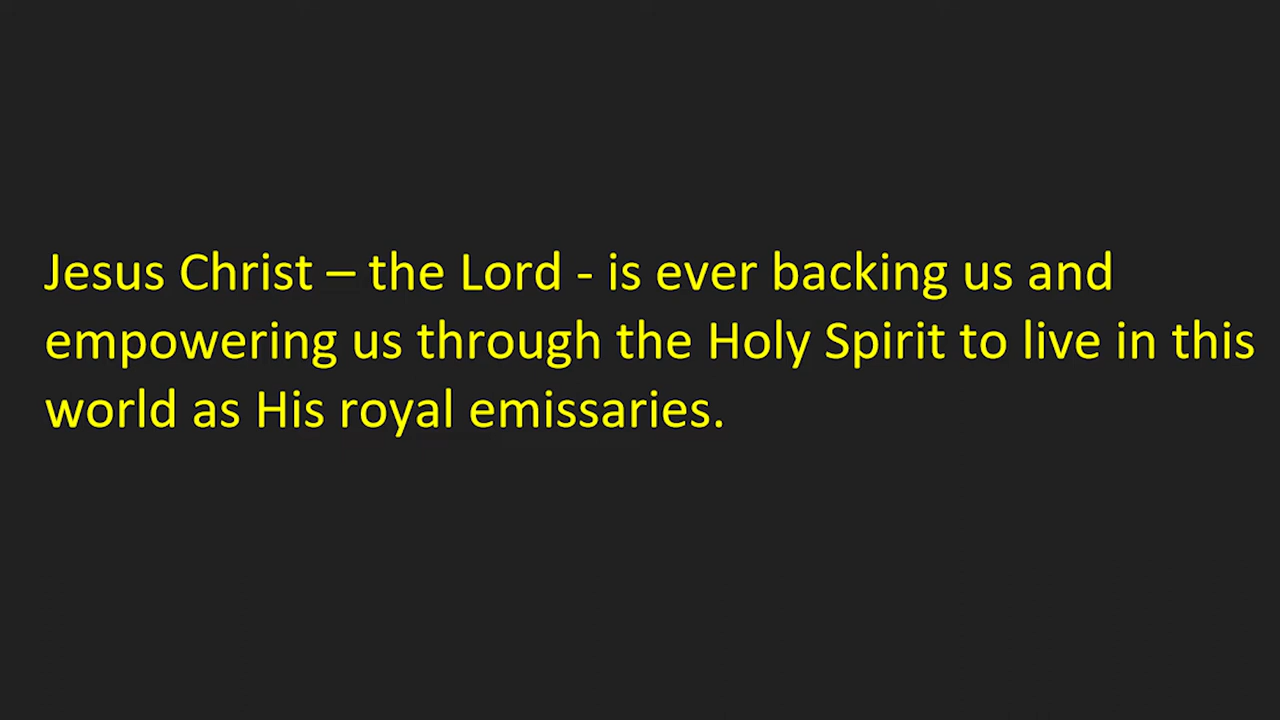 Jesus Christ – the Lord - is ever backing us and
empowering us through the Holy Spirit to live in this
world as His royal emissaries.